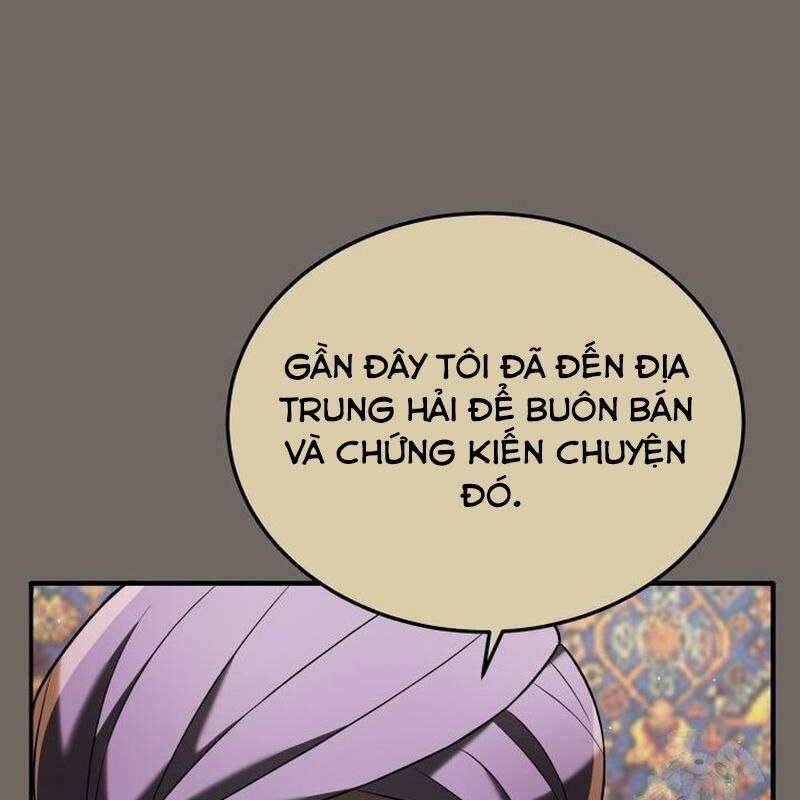 GẦN ĐÂY TÔI ĐÃ ĐẾN ĐỊA
TRUNG HẢI ĐỂ BUÔN BÁN
VÀ CHỨNG KIẾN CHUYỆN
ĐÓ.